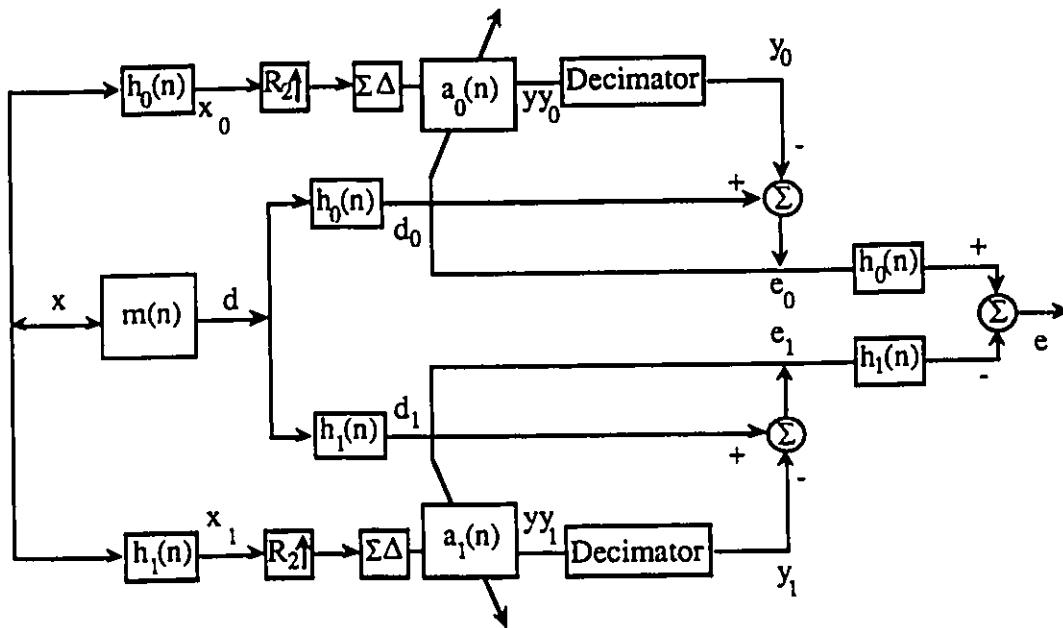 h₀(n)
x₀
R₂↑
ΣΔ
a₀(n)
yy₀
Decimator
y₀
-
h₀(n)
d₀
+
Σ
x
m(n)
d
e₀
h₀(n)
+
Σ
e
e₁
h₁(n)
-
h₁(n)
d₁
+
Σ
-
h₁(n)
x₁
R₂↑
ΣΔ
a₁(n)
yy₁
Decimator
y₁